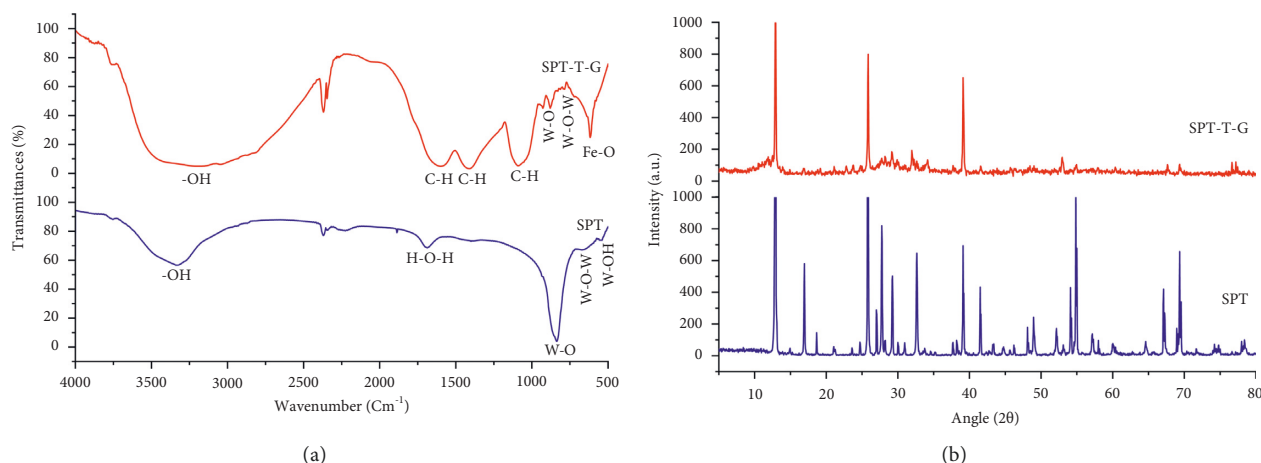 100
80
60
40
20
0
SPT-T-G
W-O
W-O-W
Fe-O
-OH
C-H
C-H
C-H
100
80
60
40
20
0
SPT
-OH
H-O-H
W-O-W
W-OH
W-O
Transmittances (%)
4000 3500 3000 2500 2000 1500 1000 500
Wavenumber (Cm-1)
(a)
1000
800
600
400
200
0
SPT-T-G
1000
800
600
400
200
0
SPT
Intensity (a.u.)
10 20 30 40 50 60 70 80
Angle (2θ)
(b)